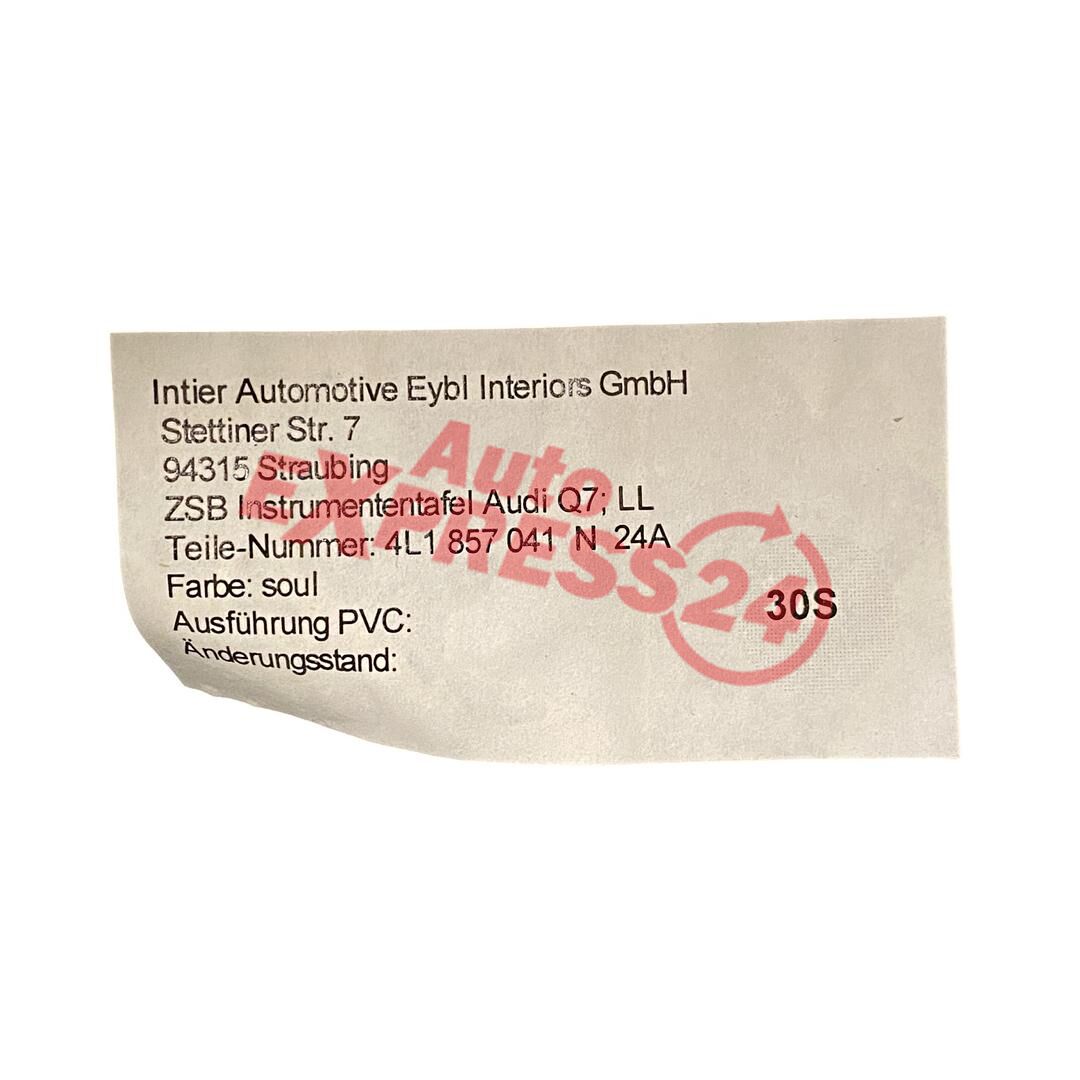 Intier Automotive Eybl Interiors GmbH
Stettiner Str. 7
94315 Straubing
ZSB Instrumententafel Audi Q7; LL
Teile-Nummer: 4L1 857 041 N 24A
Farbe: soul
Ausführung PVC:
Änderungsstand:
30S
Auto
EXPRESS24